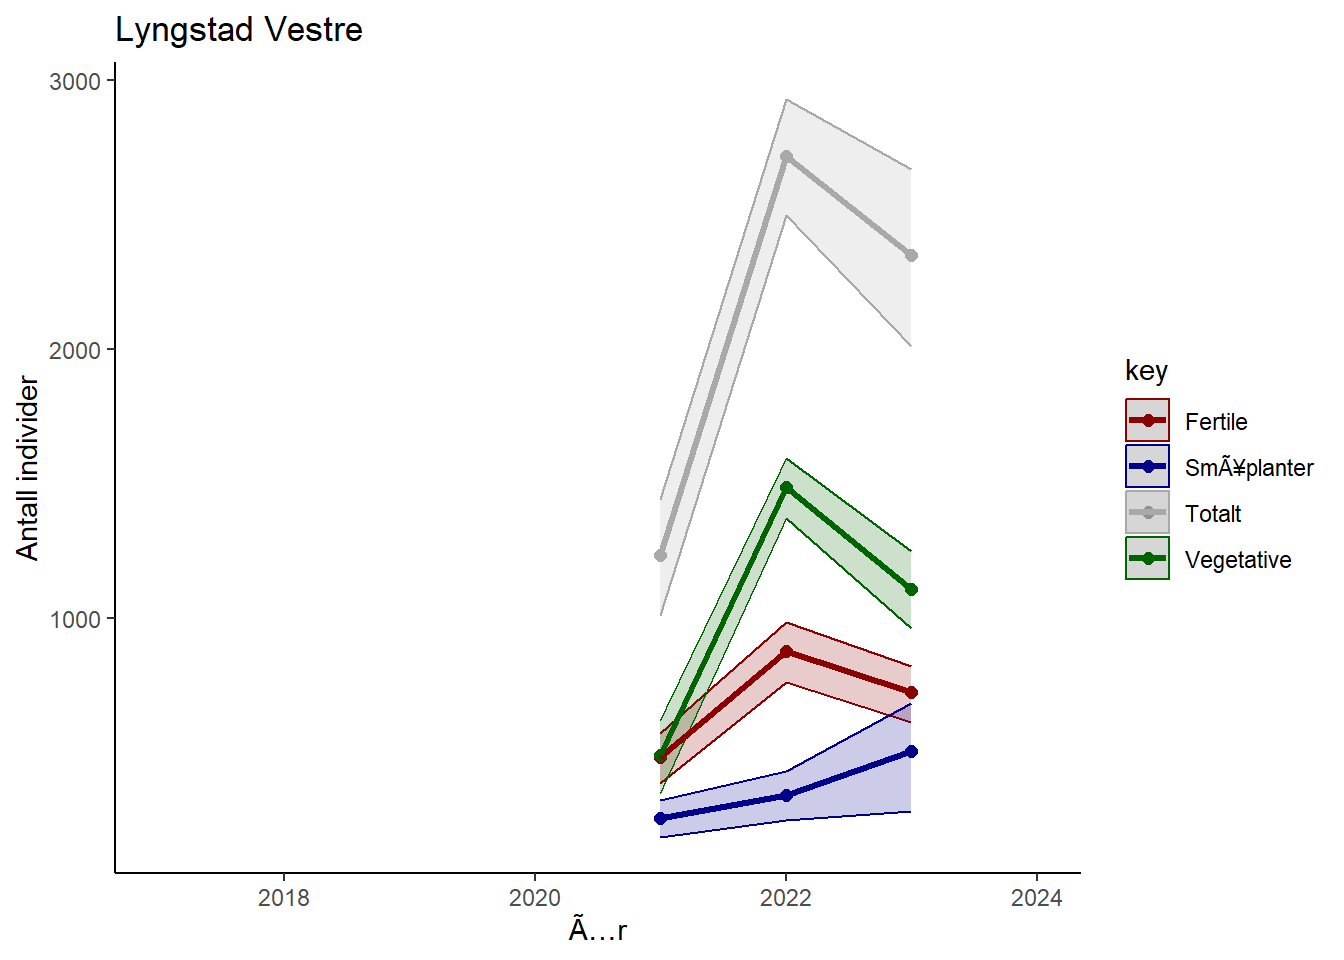 Lyngstad Vestre
3000
2000
1000
Antall individer
2018
2020
2022
2024
Ã…r
key
Fertile
SmÃ¥planter
Totalt
Vegetative